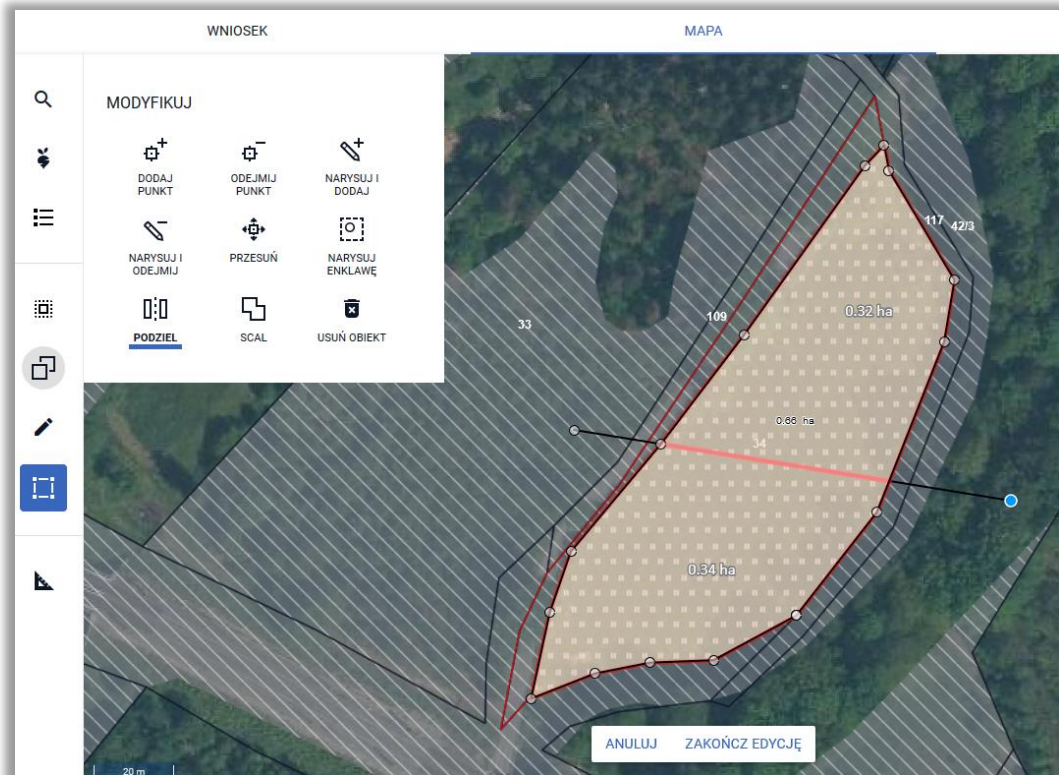 WNIOSEK
MAPA
MODYFIKUJ
DODAJ
PUNKT
ODEJMIJ
PUNKT
NARYSUJ I
DODAJ
NARYSUJ I
ODEJMIJ
PRZESUŃ
NARYSUJ
ENKLAWĘ
PODZIEL
SCAL
USUŃ OBIEKT
117
42/3
0.32 ha
109
33
0.66 ha
34
0.34 ha
ANULUJ
ZAKOŃCZ EDYCJĘ
20 m